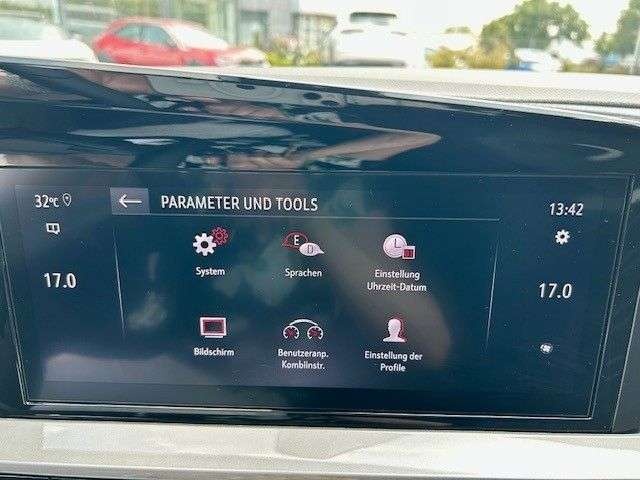 32°C
PARAMETER UND TOOLS
13:42
17.0
17.0
E
D
System
Sprachen
Einstellung
Uhrzeit-Datum
Bildschirm
Benutzeranp.
Kombiinstr.
Einstellung der
Profile